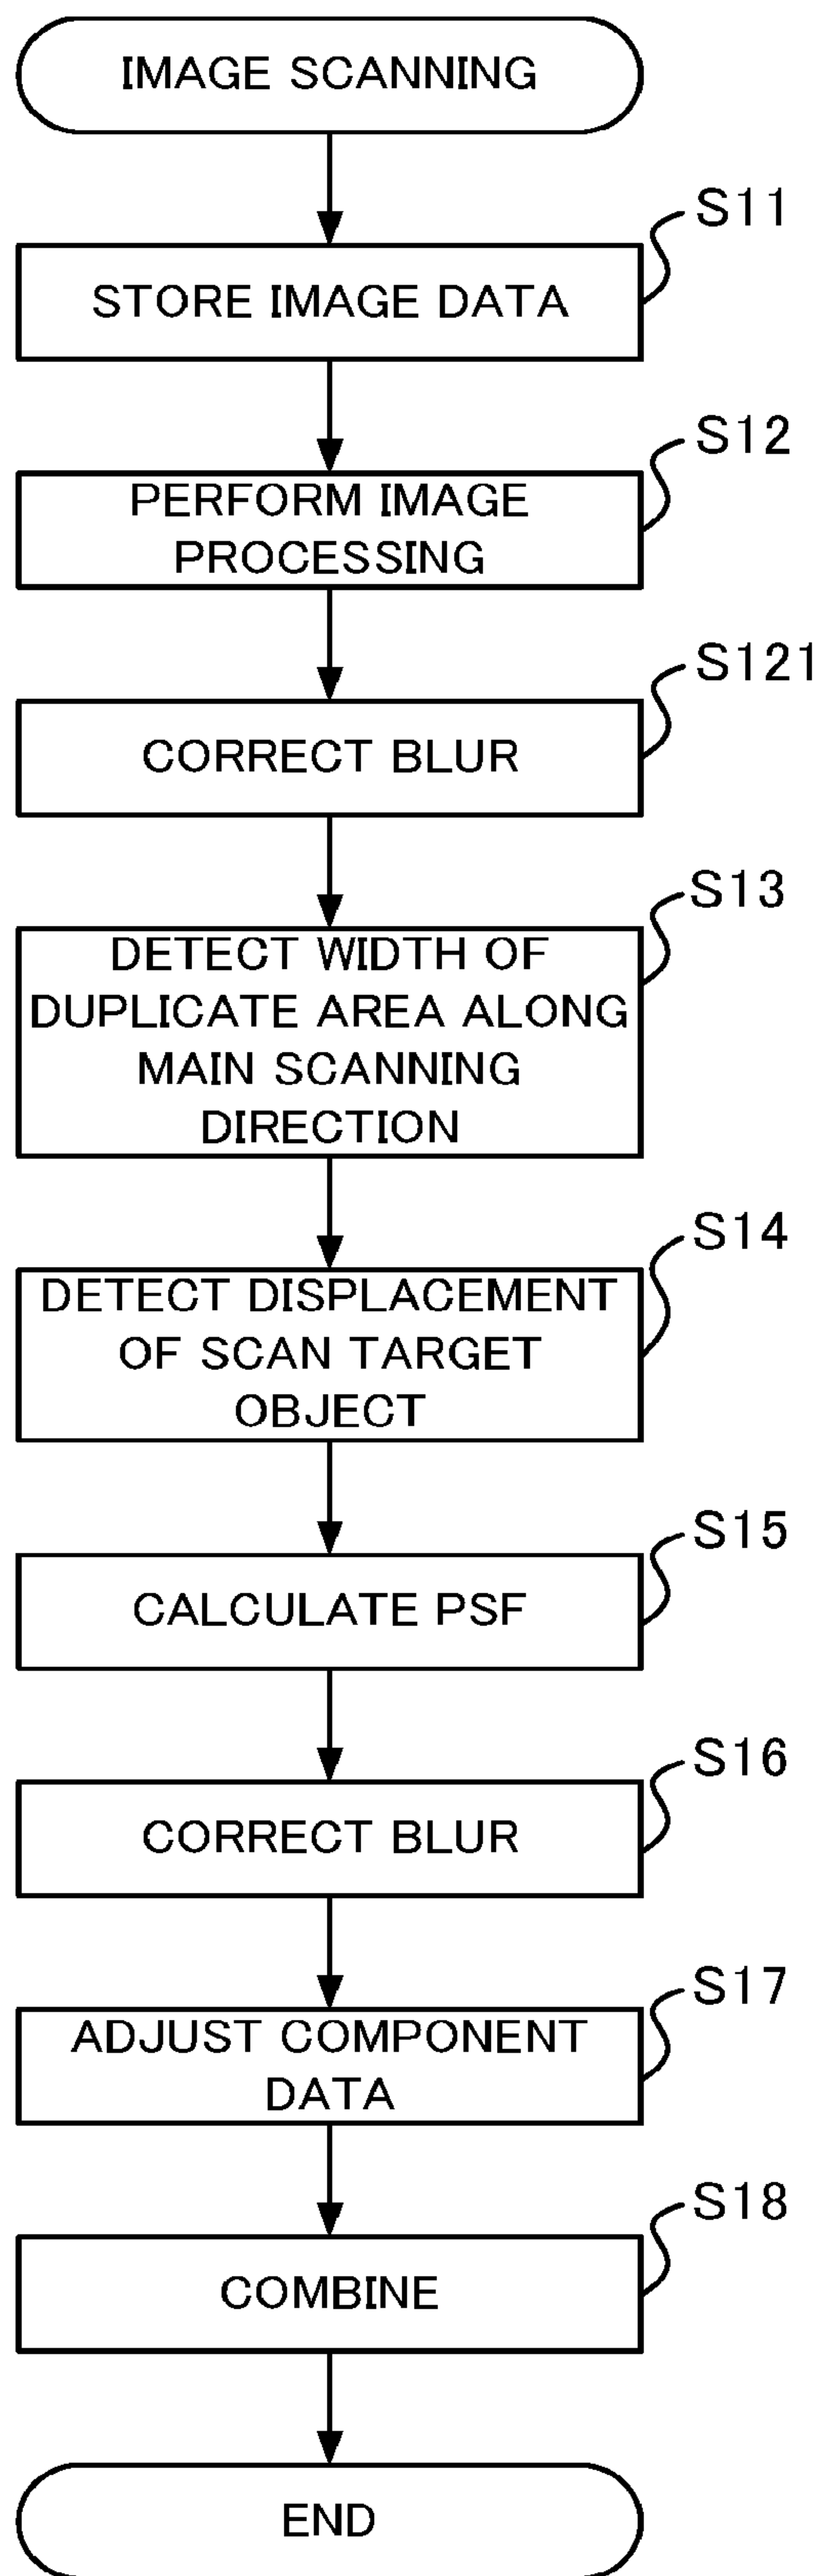 IMAGE SCANNING
S11
STORE IMAGE DATA
S12
PERFORM IMAGE
PROCESSING
S121
CORRECT BLUR
S13
DETECT WIDTH OF
DUPLICATE AREA ALONG
MAIN SCANNING
DIRECTION
S14
DETECT DISPLACEMENT
OF SCAN TARGET
OBJECT
S15
CALCULATE PSF
S16
CORRECT BLUR
S17
ADJUST COMPONENT
DATA
S18
COMBINE
END